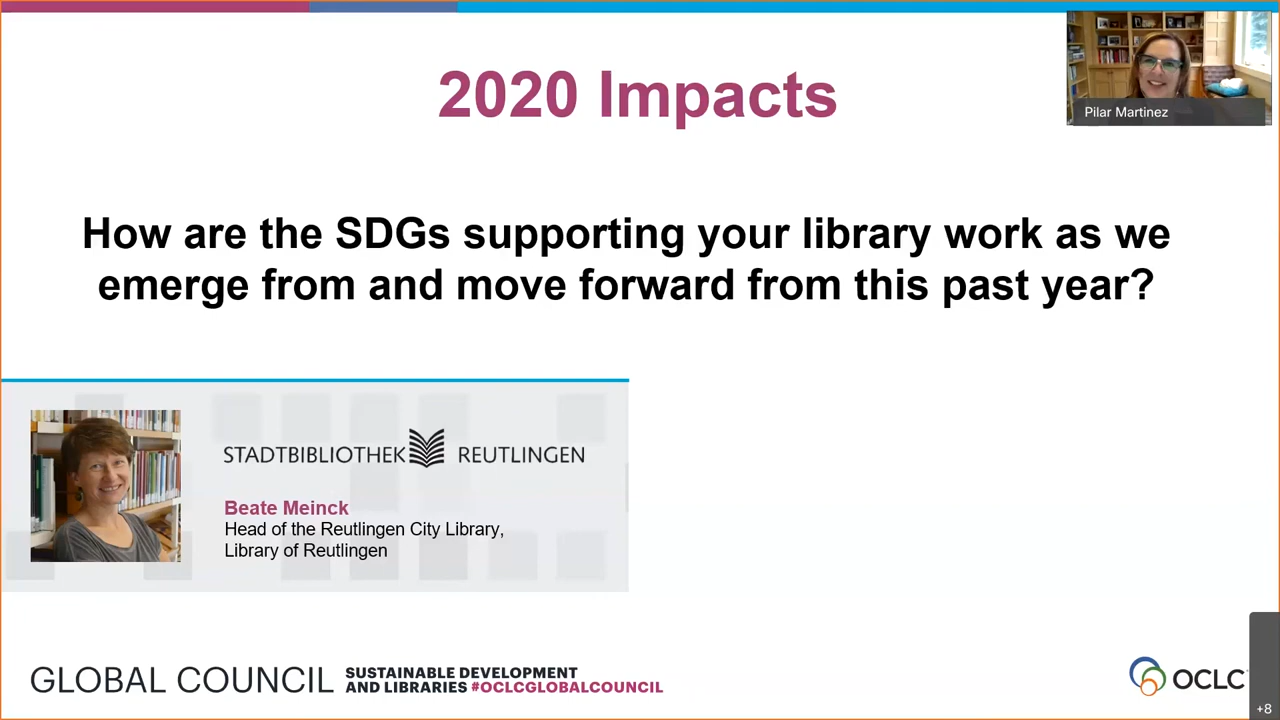 2020 Impacts
Pilar Martinez
How are the SDGs supporting your library work as we
emerge from and move forward from this past year?
STADTBIBLIOTHEK REUTLINGEN
Beate Meinck
Head of the Reutlingen City Library,
Library of Reutlingen
GLOBAL COUNCIL
SUSTAINABLE DEVELOPMENT
AND LIBRARIES #OCLCGLOBALCOUNCIL
OCLC
+8